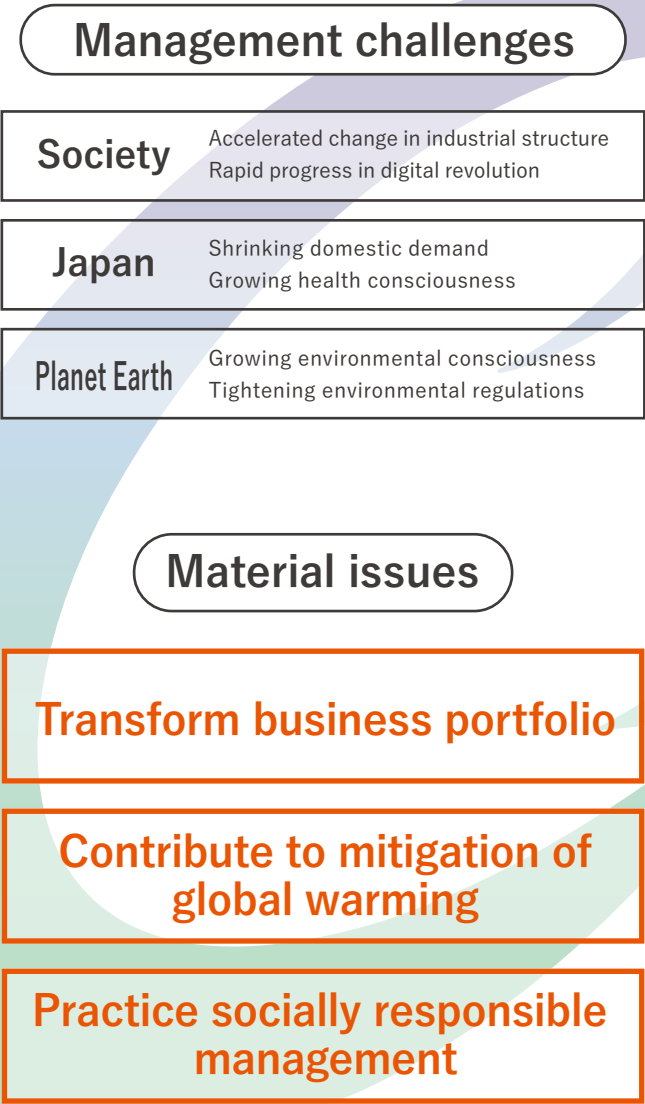 Management challenges
Society
Accelerated change in industrial structure
Rapid progress in digital revolution
Japan
Shrinking domestic demand
Growing health consciousness
Planet Earth
Growing environmental consciousness
Tightening environmental regulations
Material issues
Transform business portfolio
Contribute to mitigation of
global warming
Practice socially responsible
management